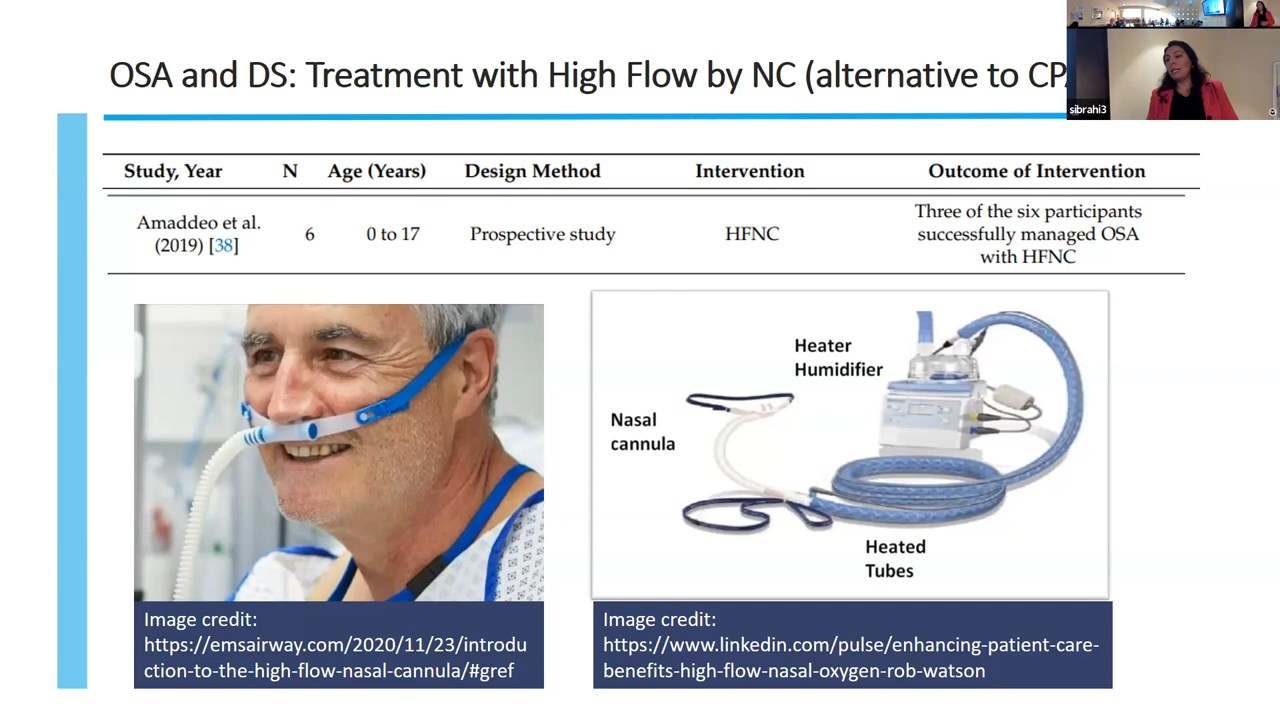 OSA and DS: Treatment with High Flow by NC (alternative to CP
sibrahi3
Study, Year N Age (Years) Design Method Intervention Outcome of Intervention
Amaddeo et al. (2019) [38] 6 0 to 17 Prospective study HFNC Three of the six participants
successfully managed OSA
with HFNC
Heater
Humidifier
Nasal
cannula
Heated
Tubes
Image credit:
https://emsairway.com/2020/11/23/introdu
ction-to-the-high-flow-nasal-cannula/#gref
Image credit:
https://www.linkedin.com/pulse/enhancing-patient-care-
benefits-high-flow-nasal-oxygen-rob-watson